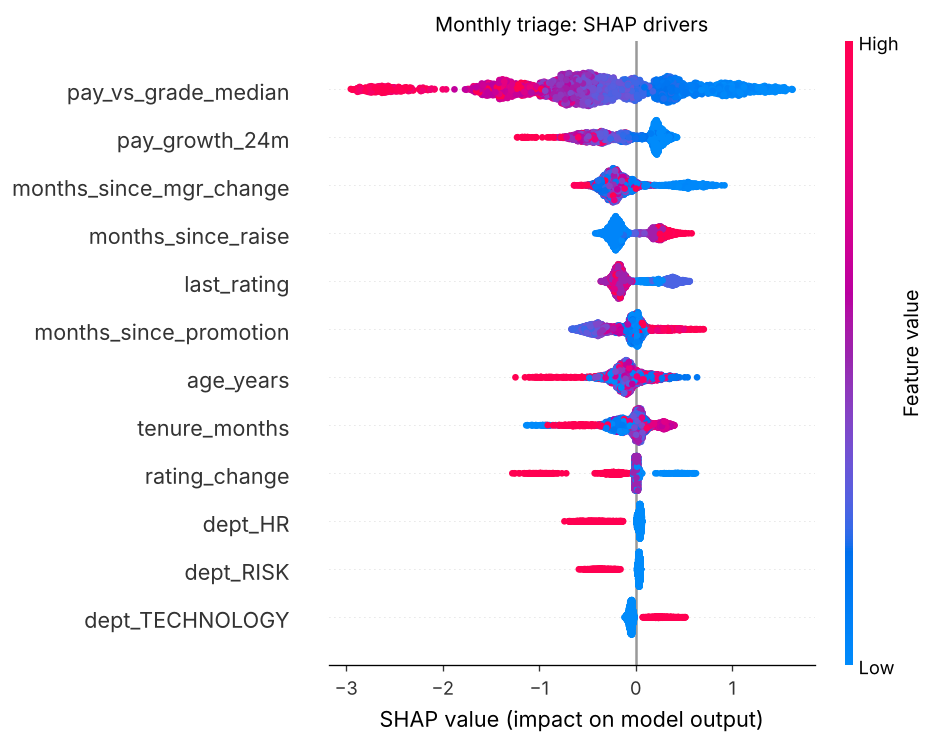 Monthly triage: SHAP drivers
High
pay_vs_grade_median
pay_growth_24m
months_since_mgr_change
months_since_raise
last_rating
months_since_promotion
age_years
tenure_months
rating_change
dept_HR
dept_RISK
dept_TECHNOLOGY
Feature value
Low
−3 −2 −1 0 1
SHAP value (impact on model output)